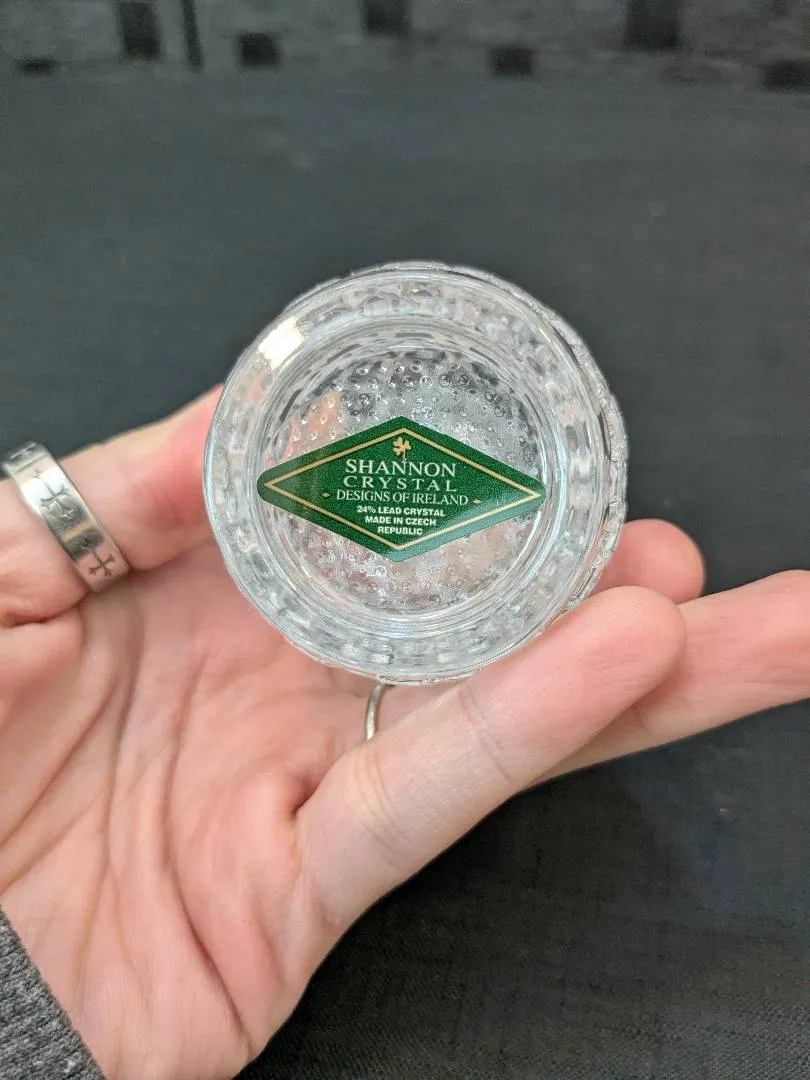 SHANNON
CRYSTAL
DESIGNS OF IRELAND
24% LEAD CRYSTAL
MADE IN CZECH
REPUBLIC